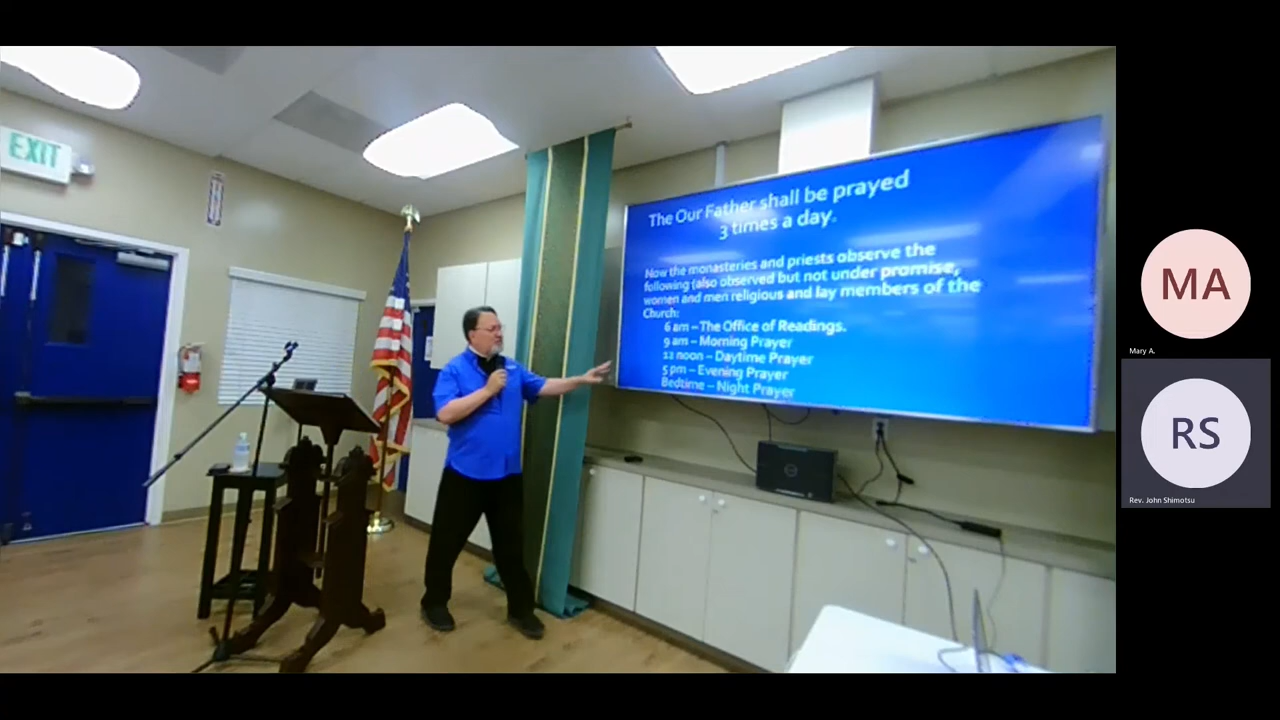 EXIT
The Our Father shall be prayed
3 times a day.
Now the monasteries and priests observe the
following (also observed but not under promise,
women and men religious and lay members of the
Church:
6 am – The Office of Readings.
9 am – Morning Prayer
12 noon – Daytime Prayer
5 pm – Evening Prayer
Bedtime – Night Prayer
MA
Mary A.
RS
Rev. John Shimotsu